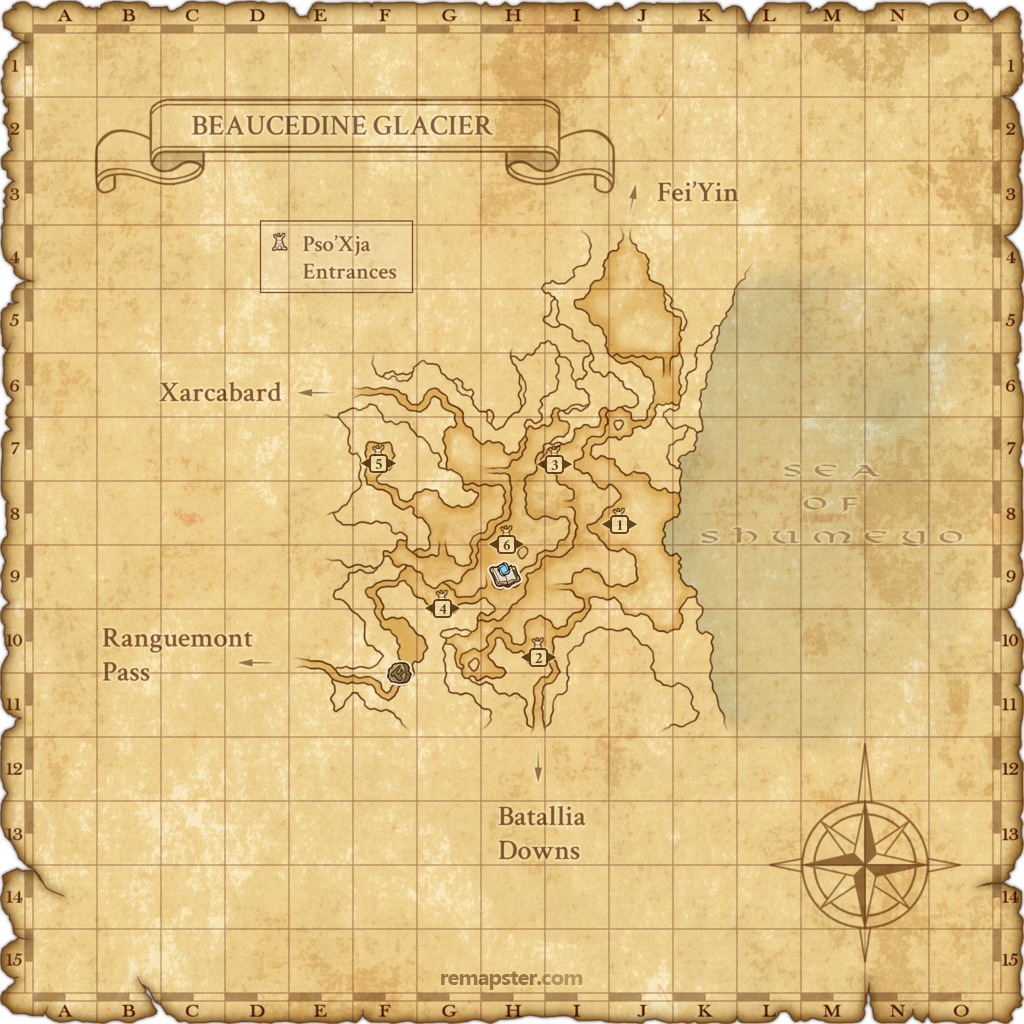 A B C D E F G H I J K L M N O
1 1
2 2
BEAUCEDINE GLACIER
3 3
Fei'Yin
4 4
Pso'Xja
Entrances
5 5
6 6
Xarcabard
7 7
5
3
SEA
8 8
OF
1
SHUMEYO
6
9 9
4
10 10
Ranguemont
Pass
2
11 11
12 12
Batallia
Downs
13 13
14 14
15 15
remapster.com
A B C D E F G H I J K L M N O